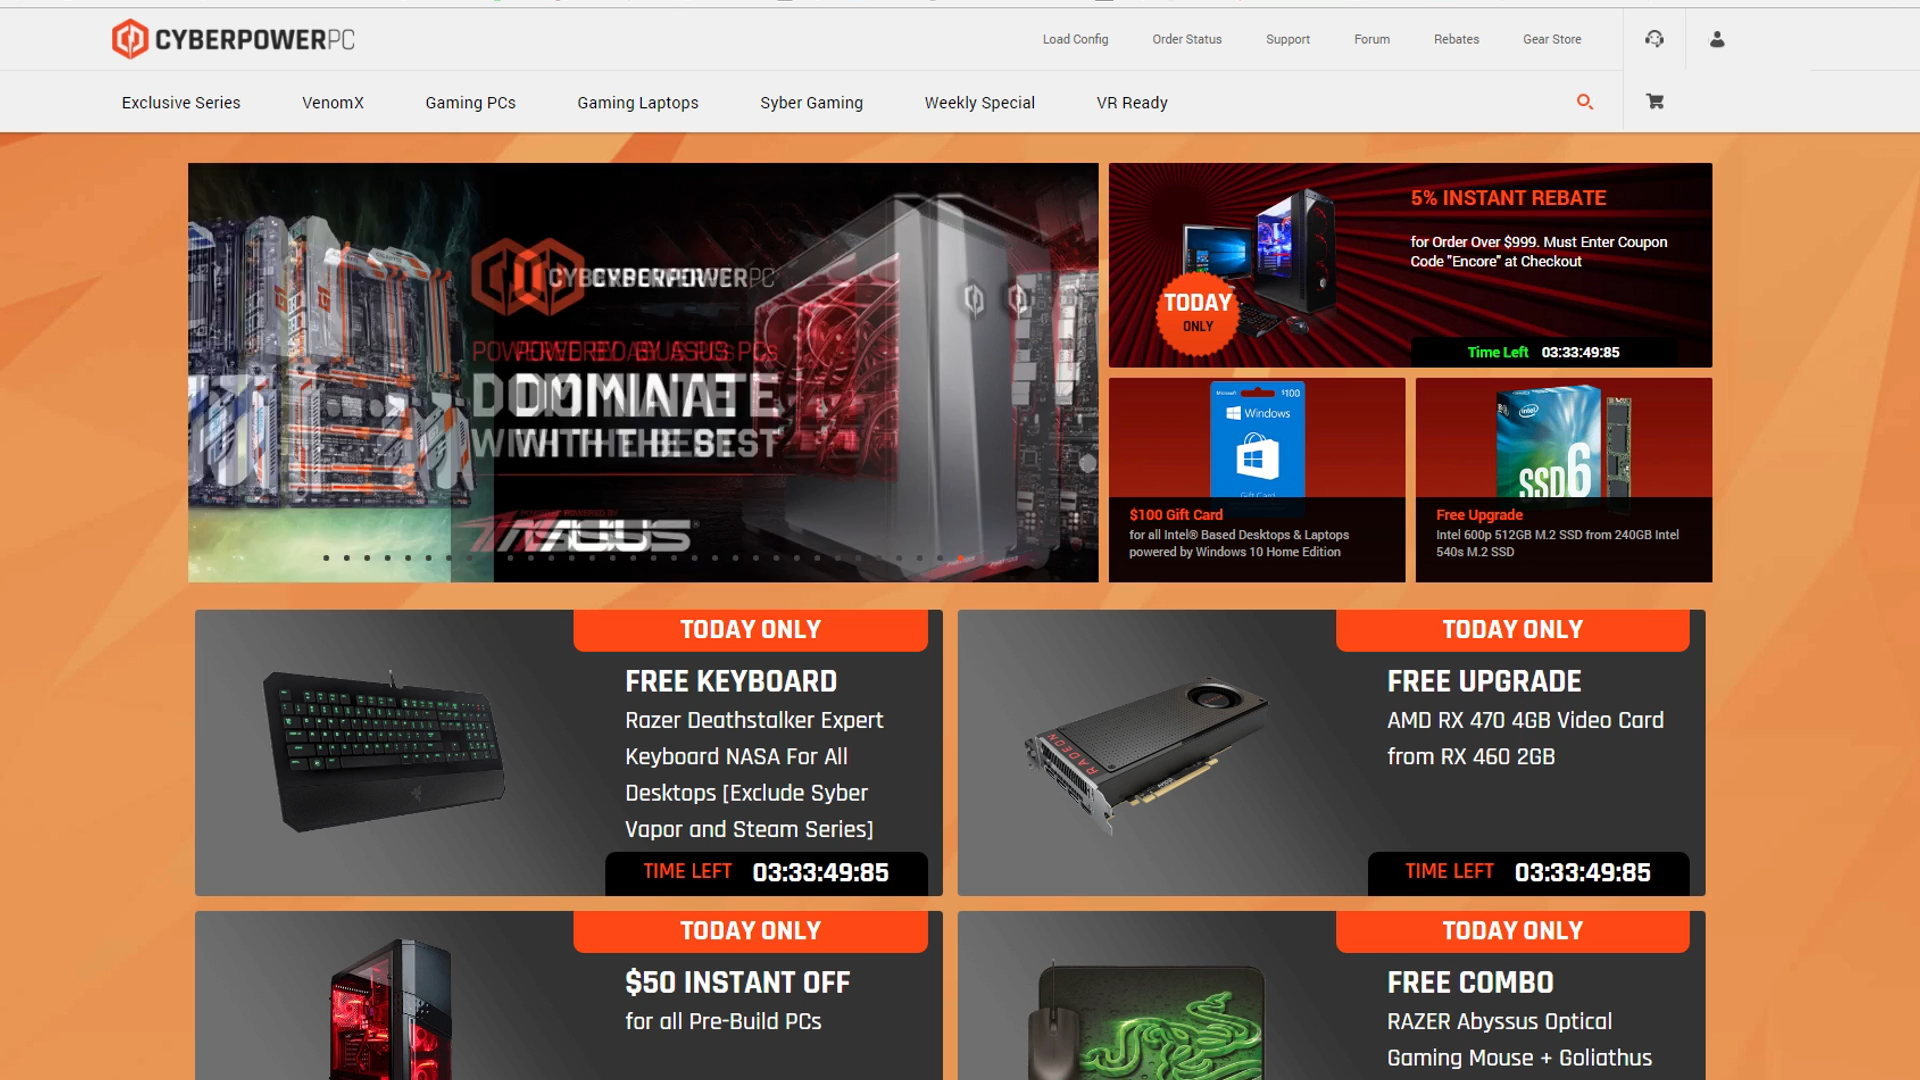 CYBERPOWERPC
Load Config
Order Status
Support
Forum
Rebates
Gear Store
Exclusive Series
VenomX
Gaming PCs
Gaming Laptops
Syber Gaming
Weekly Special
VR Ready
CYBERPOWERPC
POWERED BY ASUS
DOMINATE
WITH THE BEST
POWERED BY
ASUS
5% INSTANT REBATE
for Order Over $999. Must Enter Coupon
Code "Encore" at Checkout
TODAY
ONLY
Time Left 03:33:49:85
Microsoft $100
Windows
Gift Card
$100 Gift Card
for all Intel® Based Desktops & Laptops
powered by Windows 10 Home Edition
intel
SSD6
Free Upgrade
Intel 600p 512GB M.2 SSD from 240GB Intel
540s M.2 SSD
TODAY ONLY
FREE KEYBOARD
Razer Deathstalker Expert
Keyboard NASA For All
Desktops [Exclude Syber
Vapor and Steam Series]
TIME LEFT 03:33:49:85
TODAY ONLY
RADEON
FREE UPGRADE
AMD RX 470 4GB Video Card
from RX 460 2GB
TIME LEFT 03:33:49:85
TODAY ONLY
$50 INSTANT OFF
for all Pre-Build PCs
TODAY ONLY
FREE COMBO
RAZER Abyssus Optical
Gaming Mouse + Goliathus